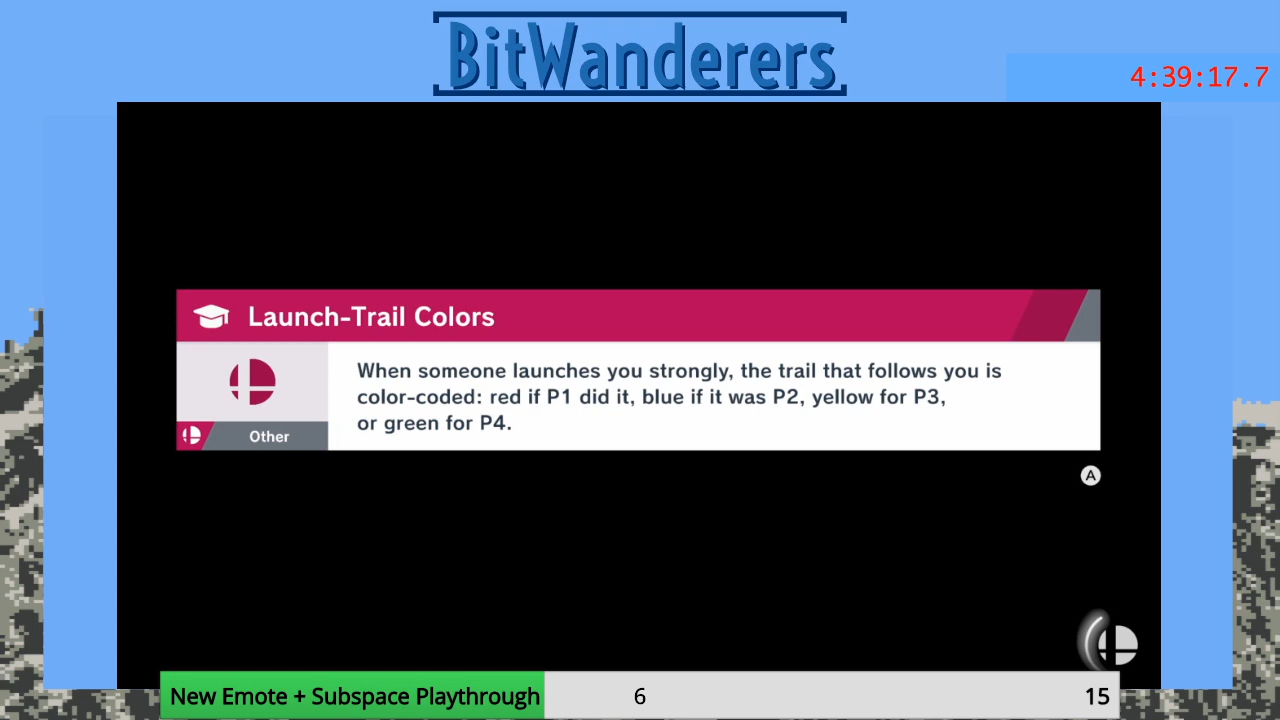 BitWanderers
4:39:17.7
Launch-Trail Colors
When someone launches you strongly, the trail that follows you is
color-coded: red if P1 did it, blue if it was P2, yellow for P3,
or green for P4.
Other
A
New Emote + Subspace Playthrough 6 15